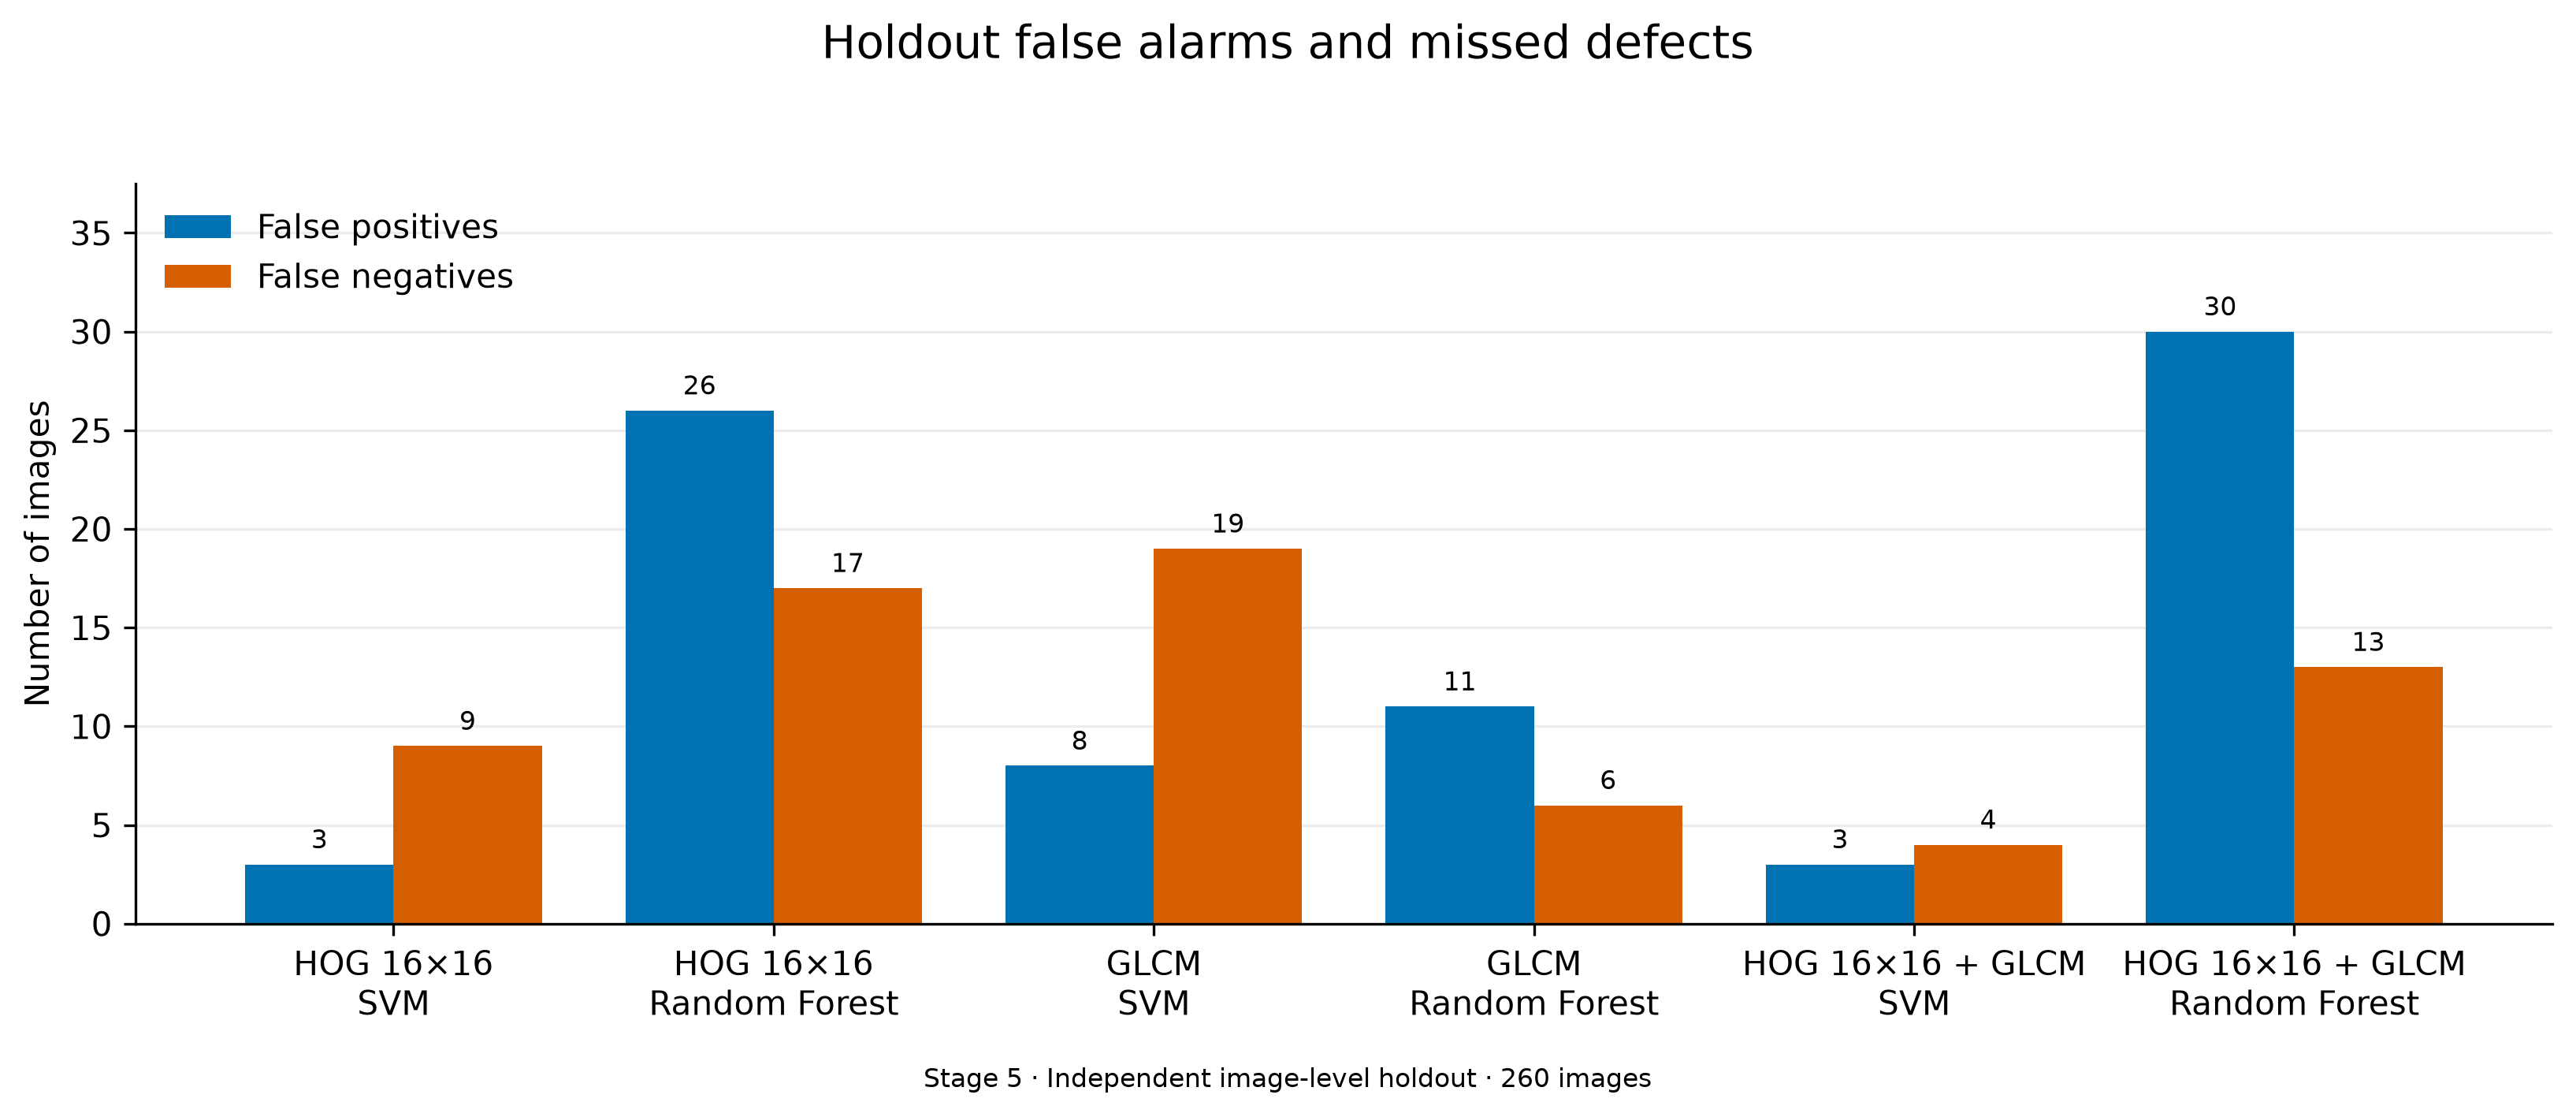 Holdout false alarms and missed defects
False positives
False negatives
Number of images
35
30
25
20
15
10
5
0
3
9
26
17
8
19
11
6
3
4
30
13
HOG 16×16
SVM
HOG 16×16
Random Forest
GLCM
SVM
GLCM
Random Forest
HOG 16×16 + GLCM
SVM
HOG 16×16 + GLCM
Random Forest
Stage 5 · Independent image-level holdout · 260 images